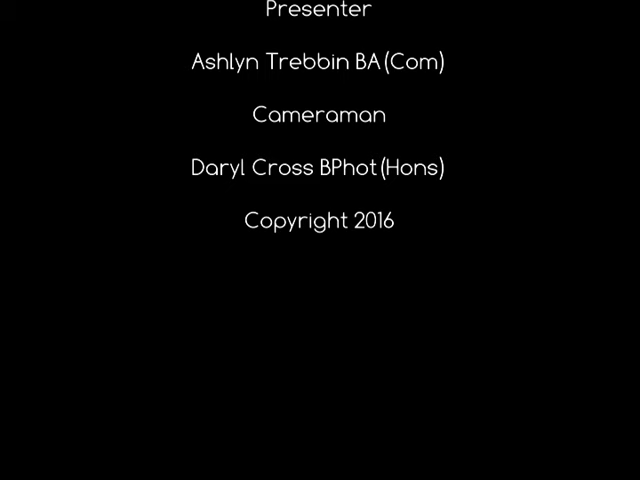 Presenter
Ashlyn Trebbin BA(Com)
Cameraman
Daryl Cross BPhot(Hons)
Copyright 2016